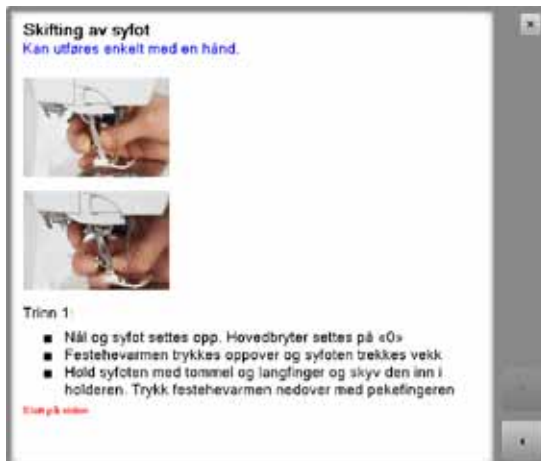 Skifting av syfot
Kan utføres enkelt med en hånd.
Trinn 1:
■ Nål og syfot settes opp. Hovedbryter settes på «0»
■ Festehevarmen trykkes oppover og syfoten trekkes vekk
■ Hold syfoten med tommel og langfinger og skyv den inn i
holderen. Trykk festehevarmen nedover med pekefingeren